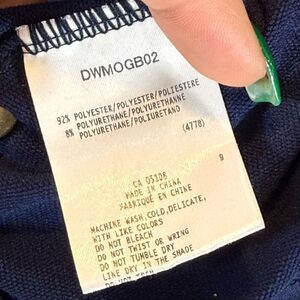 DWMOGB02
92% POLYESTER/POLYESTER/POLIESTERE
8% POLYURETHANE/POLYURETHANNE
POLYURETHANE/POLIURETANO
(4778)
9
CA 05108
MADE IN CHINA
FABRIQUE EN CHINE
MACHINE WASH,COLD,DELICATE,
WITH LIKE COLORS
DO NOT BLEACH
DO NOT TWIST OR WRING
DO NOT TUMBLE DRY
LINE DRY IN THE SHADE